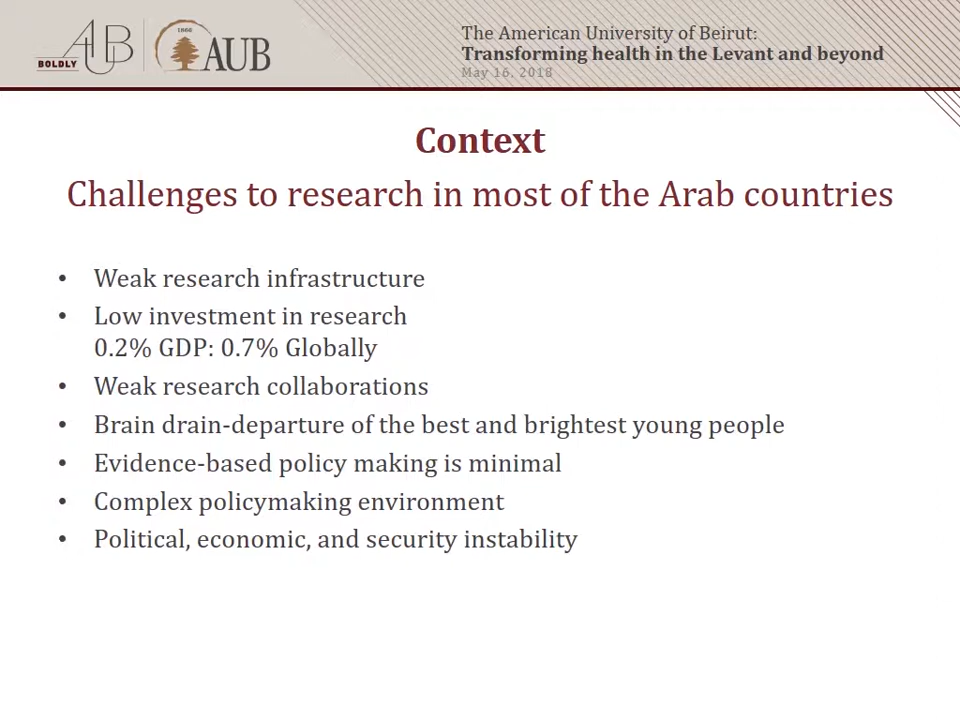 AUB
BOLDLY
1866
AUB
The American University of Beirut:
Transforming health in the Levant and beyond
May 16, 2018
Context
Challenges to research in most of the Arab countries
• Weak research infrastructure
• Low investment in research
0.2% GDP: 0.7% Globally
• Weak research collaborations
• Brain drain-departure of the best and brightest young people
• Evidence-based policy making is minimal
• Complex policymaking environment
• Political, economic, and security instability